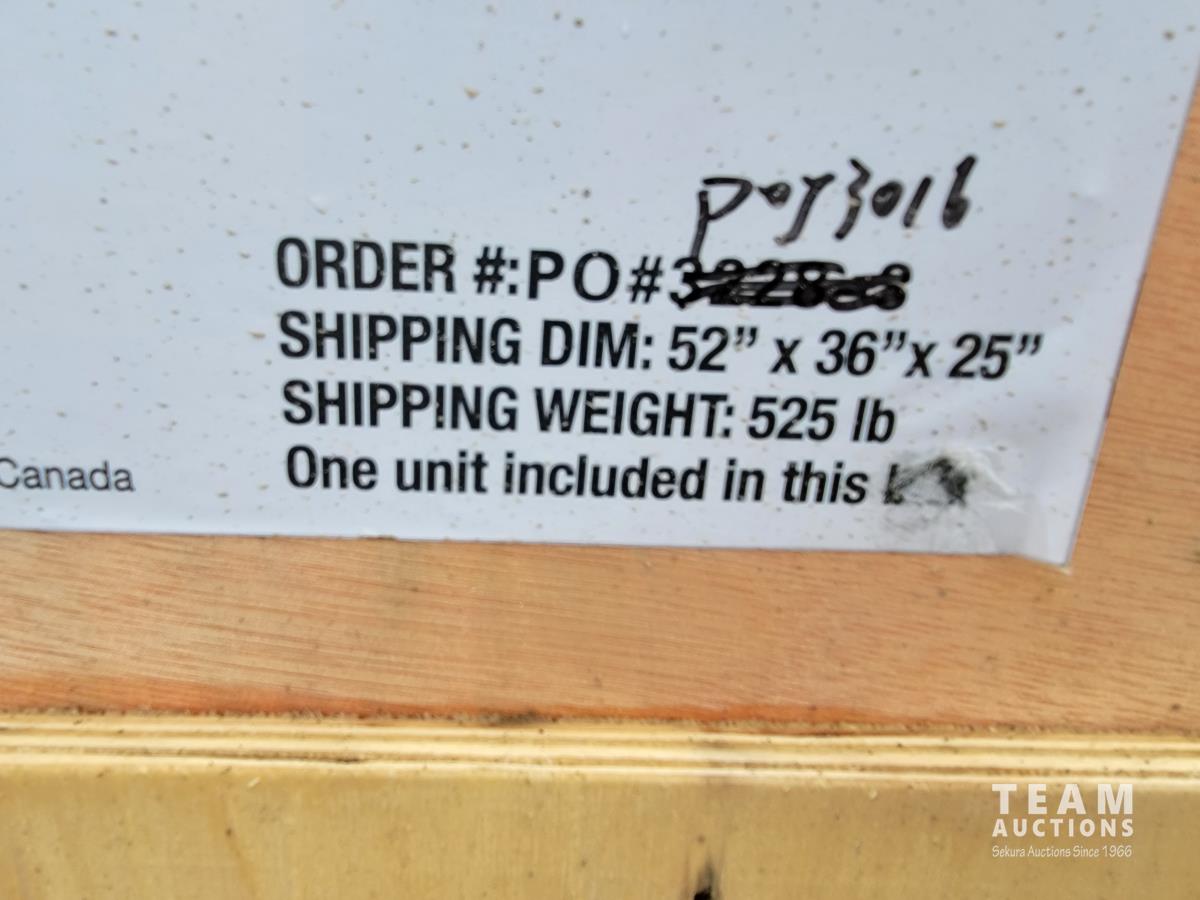 ORDER #:PO#
SHIPPING DIM: 52” x 36”x 25”
SHIPPING WEIGHT: 525 lb
One unit included in this
Canada
TEAM
AUCTIONS
Sekura Auctions Since 1966